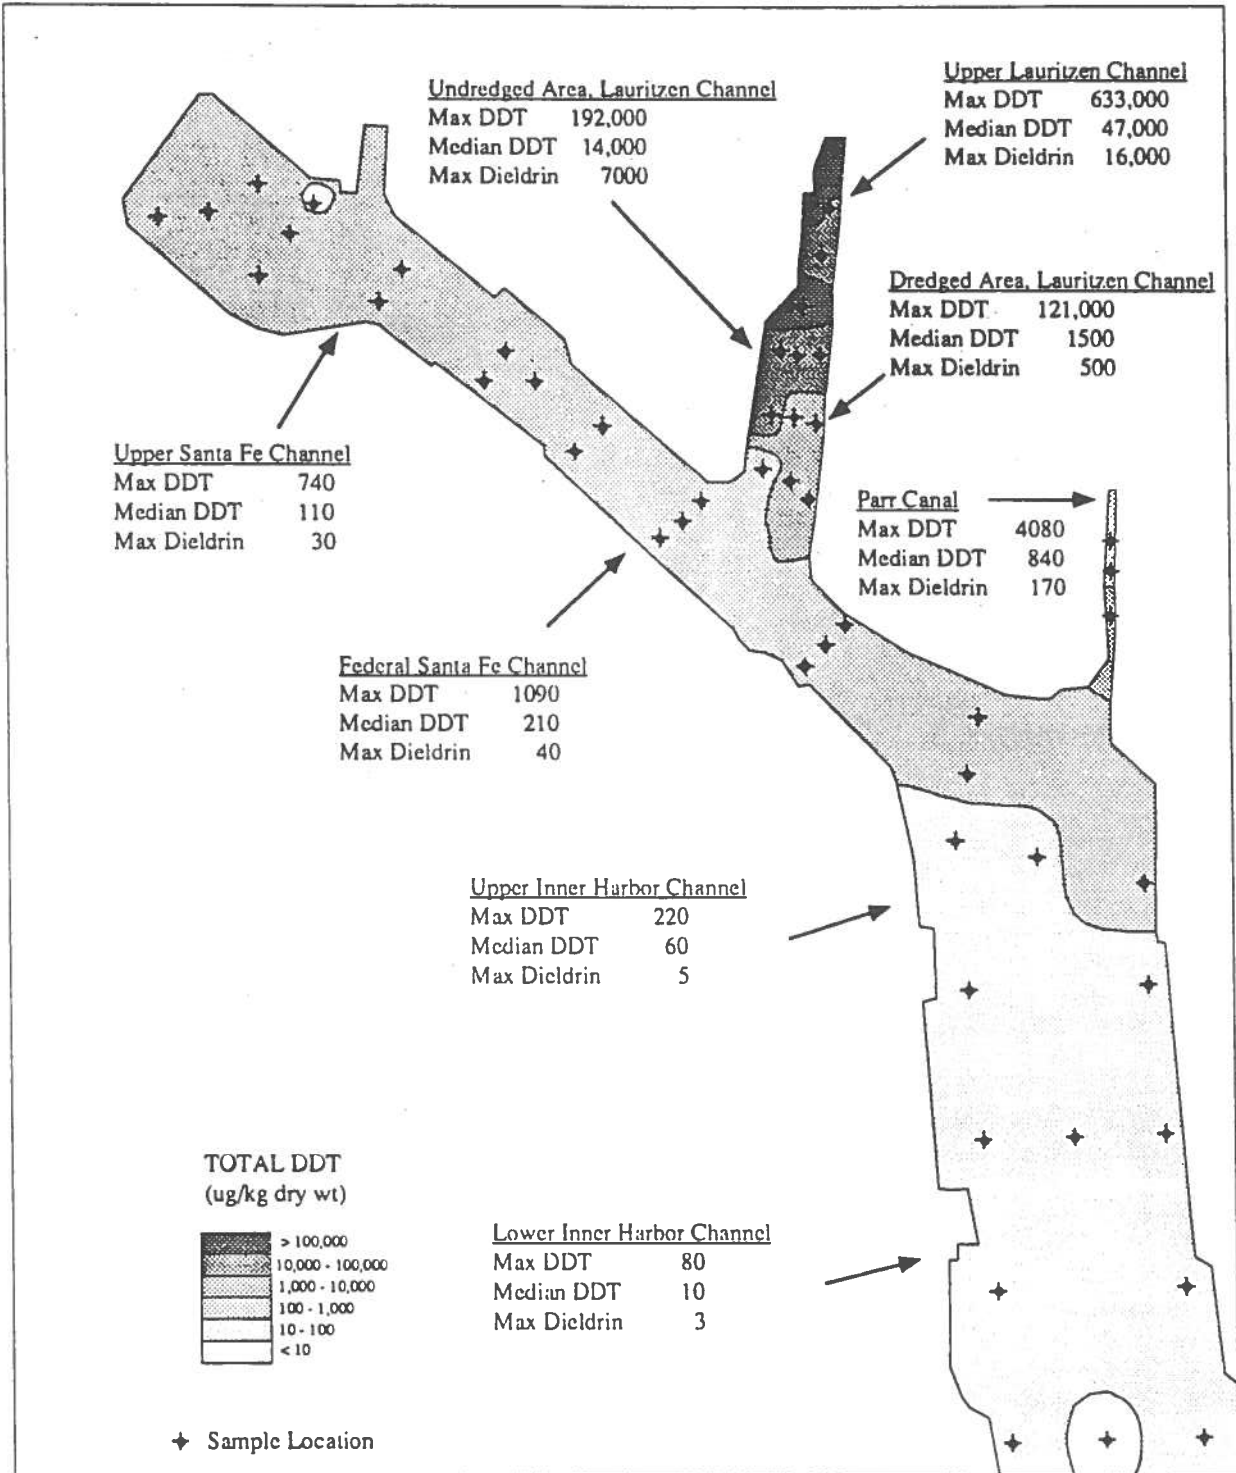 Undredged Area, Lauritzen Channel
Max DDT 192,000
Median DDT 14,000
Max Dieldrin 7000
Upper Lauritzen Channel
Max DDT 633,000
Median DDT 47,000
Max Dieldrin 16,000
Dredged Area, Lauritzen Channel
Max DDT 121,000
Median DDT 1500
Max Dieldrin 500
Upper Santa Fe Channel
Max DDT 740
Median DDT 110
Max Dieldrin 30
Parr Canal
Max DDT 4080
Median DDT 840
Max Dieldrin 170
Federal Santa Fe Channel
Max DDT 1090
Median DDT 210
Max Dieldrin 40
Upper Inner Harbor Channel
Max DDT 220
Median DDT 60
Max Dieldrin 5
Lower Inner Harbor Channel
Max DDT 80
Median DDT 10
Max Dieldrin 3
TOTAL DDT
(ug/kg dry wt)
> 100,000
10,000 - 100,000
1,000 - 10,000
100 - 1,000
10 - 100
< 10
Sample Location